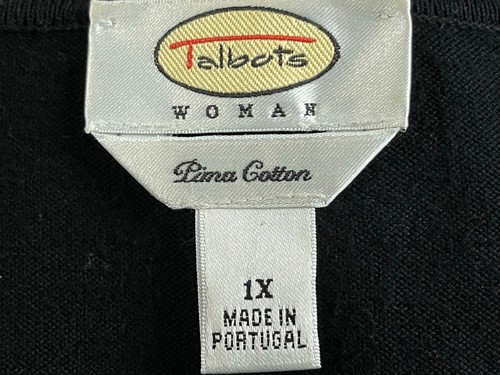 Talbots
WOMAN
Pima Cotton
1X
MADE IN
PORTUGAL